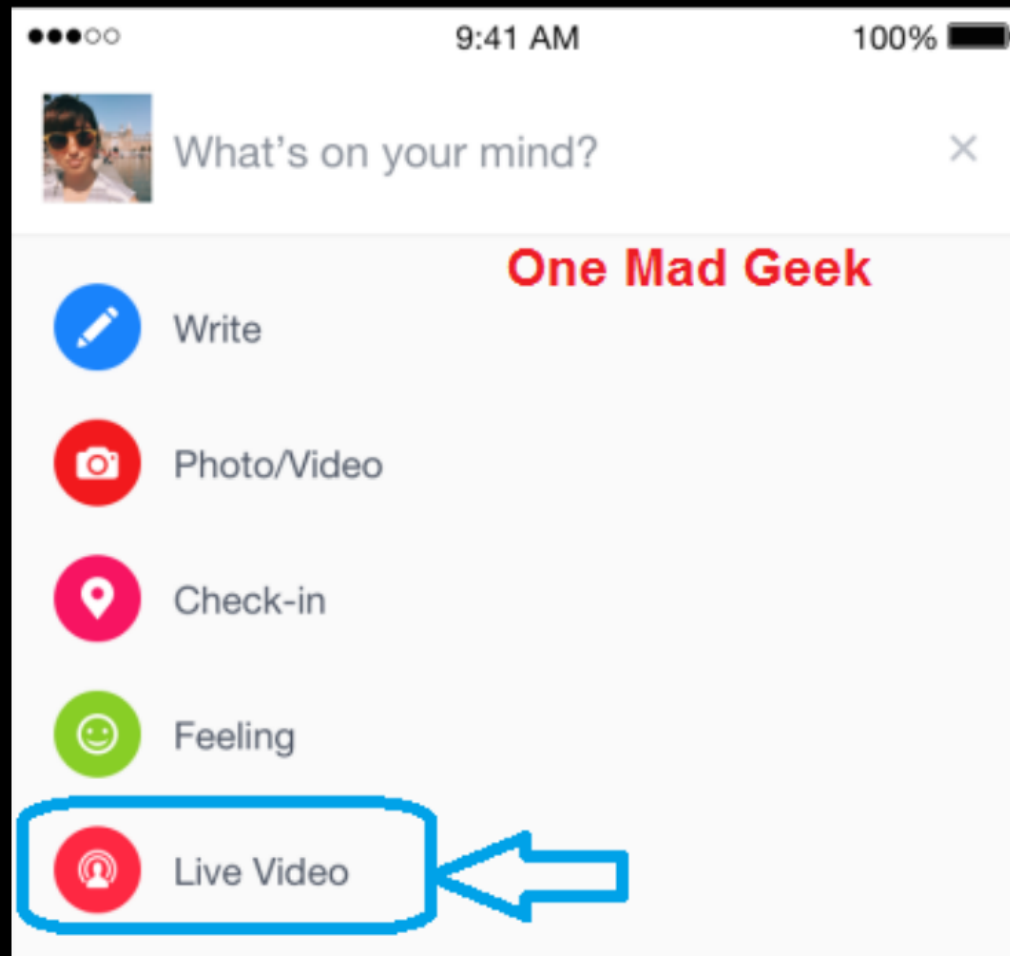 9:41 AM 100%
What's on your mind?
One Mad Geek
Write
Photo/Video
Check-in
Feeling
Live Video